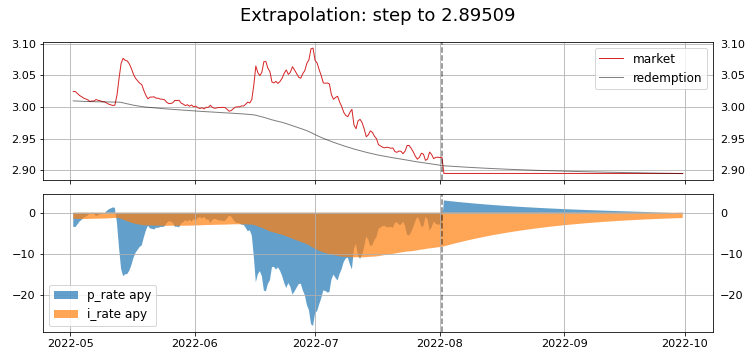 Extrapolation: step to 2.89509
3.10
3.05
3.00
2.95
2.90
3.10
3.05
3.00
2.95
2.90
market
redemption
0
−10
−20
0
−10
−20
p_rate apy
i_rate apy
2022-05 2022-06 2022-07 2022-08 2022-09 2022-10